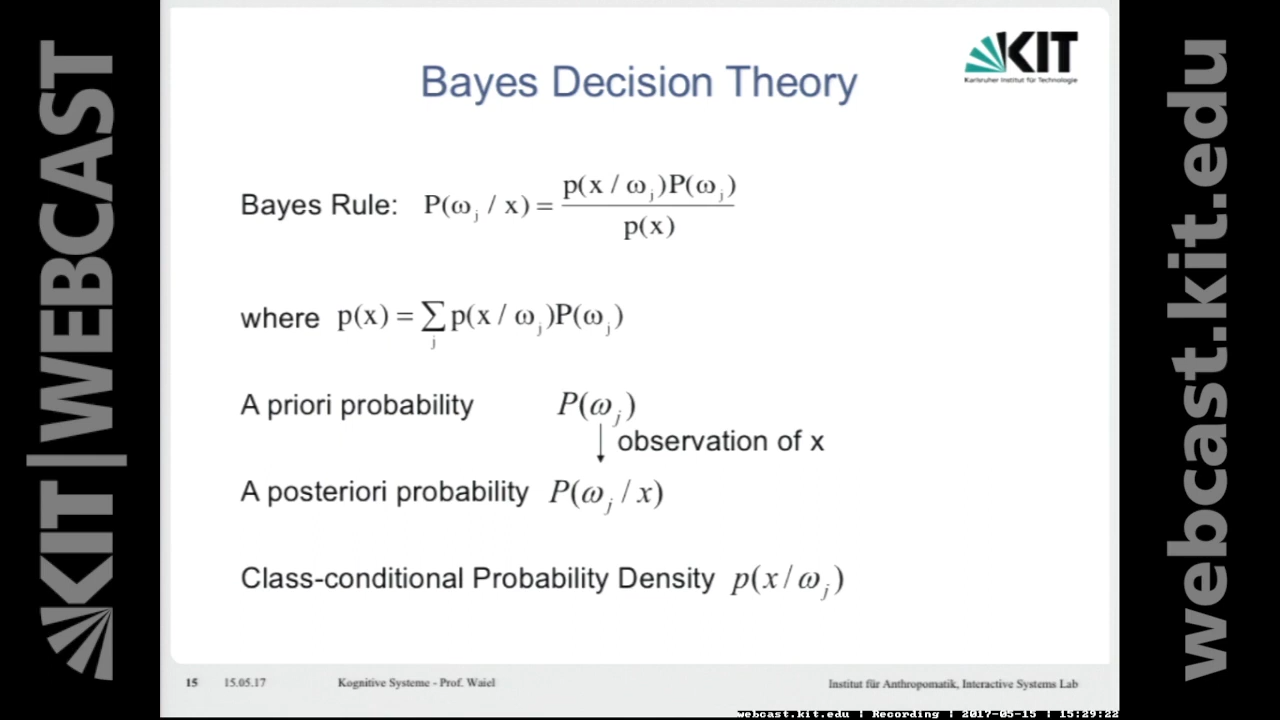 KIT | WEBCAST
KIT
Karlsruher Institut für Technologie
Bayes Decision Theory
Bayes Rule: P(ω_j / x) = p(x / ω_j)P(ω_j) / p(x)
where p(x) = ∑_j p(x / ω_j)P(ω_j)
A priori probability P(ω_j)
↓ observation of x
A posteriori probability P(ω_j / x)
Class-conditional Probability Density p(x / ω_j)
15 15.05.17 Kognitive Systeme - Prof. Waiel Institut für Anthropomatik, Interactive Systems Lab
webcast.kit.edu | Recording | 2017-05-15 | 15:29:22
webcast.kit.edu